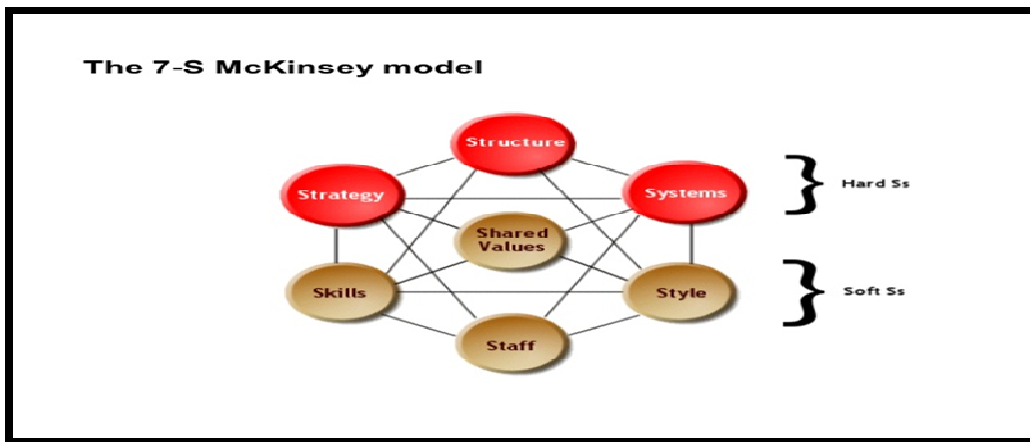 The 7-S McKinsey model
Structure
Strategy
Systems
Hard Ss
Shared
Values
Skills
Style
Soft Ss
Staff